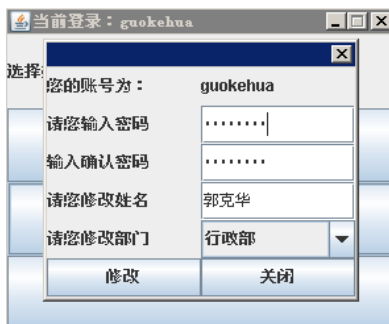 当前登录：guokehua
选择
您的账号为： guokehua
请您输入密码 ········
输入确认密码 ········
请您修改姓名 郭克华
请您修改部门 行政部
修改 关闭